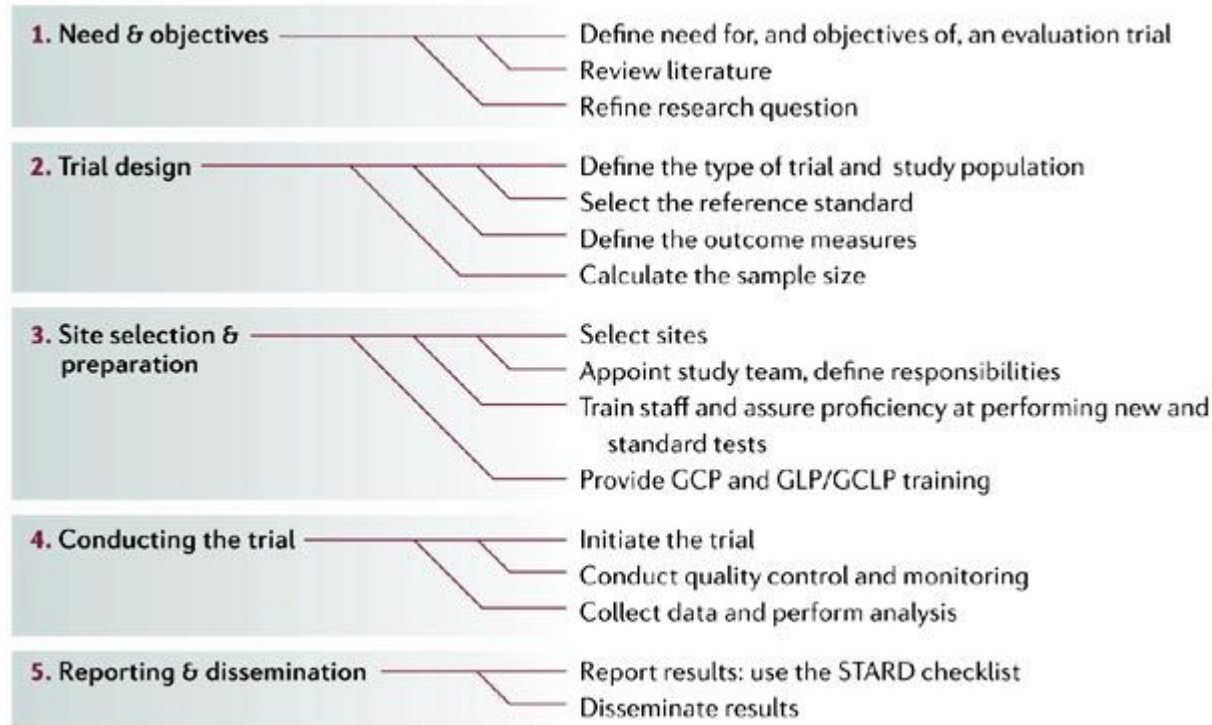 1. Need & objectives
Define need for, and objectives of, an evaluation trial
Review literature
Refine research question
2. Trial design
Define the type of trial and study population
Select the reference standard
Define the outcome measures
Calculate the sample size
3. Site selection &
preparation
Select sites
Appoint study team, define responsibilities
Train staff and assure proficiency at performing new and
standard tests
Provide GCP and GLP/GCLP training
4. Conducting the trial
Initiate the trial
Conduct quality control and monitoring
Collect data and perform analysis
5. Reporting & dissemination
Report results: use the STARD checklist
Disseminate results